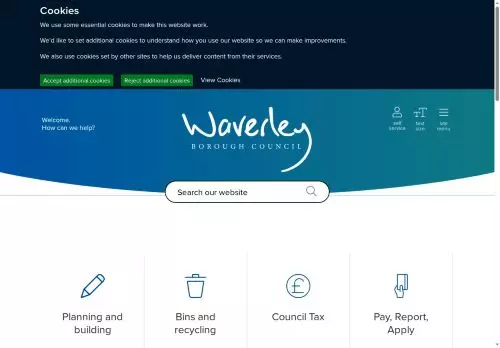 Cookies
We use some essential cookies to make this website work.
We'd like to set additional cookies to understand how you use our website so we can make improvements.
We also use cookies set by other sites to help us deliver content from their services.
Accept additional cookies Reject additional cookies View Cookies
Welcome.
How can we help?
Waverley
BOROUGH COUNCIL
self
service
text
size
site
menu
Search our website
Planning and
building
Bins and
recycling
Council Tax
Pay, Report,
Apply